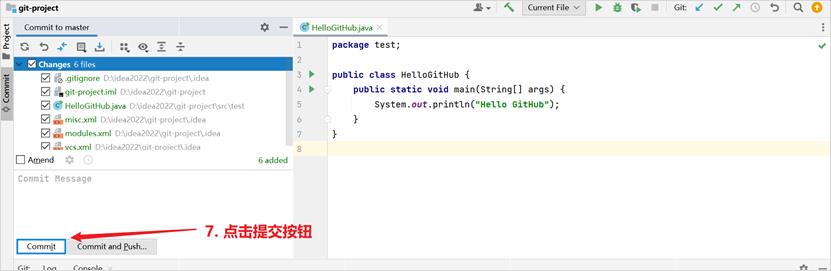 git-project
Current File
Git:
Project
Commit
Commit to master
HelloGitHub.java
Changes 6 files
.gitignore D:\idea2022\git-project\.idea
git-project.iml D:\idea2022\git-project
HelloGitHub.java D:\idea2022\git-project\src\test
misc.xml D:\idea2022\git-project\.idea
modules.xml D:\idea2022\git-project\.idea
vcs.xml D:\idea2022\git-project\.idea
Amend
6 added
Commit Message
Commit
Commit and Push...
7. 点击提交按钮
1 package test;
2
3 public class HelloGitHub {
4 public static void main(String[] args) {
5 System.out.println("Hello GitHub");
6 }
7 }
8
Git: Log Console